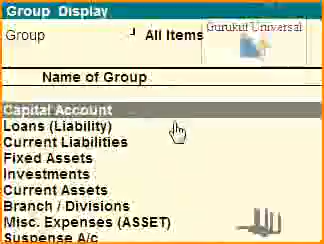 Group Display
Group ┘ All Items
Gurukul Universal
Name of Group
Capital Account
Loans (Liability)
Current Liabilities
Fixed Assets
Investments
Current Assets
Branch / Divisions
Misc. Expenses (ASSET)
Suspense A/c